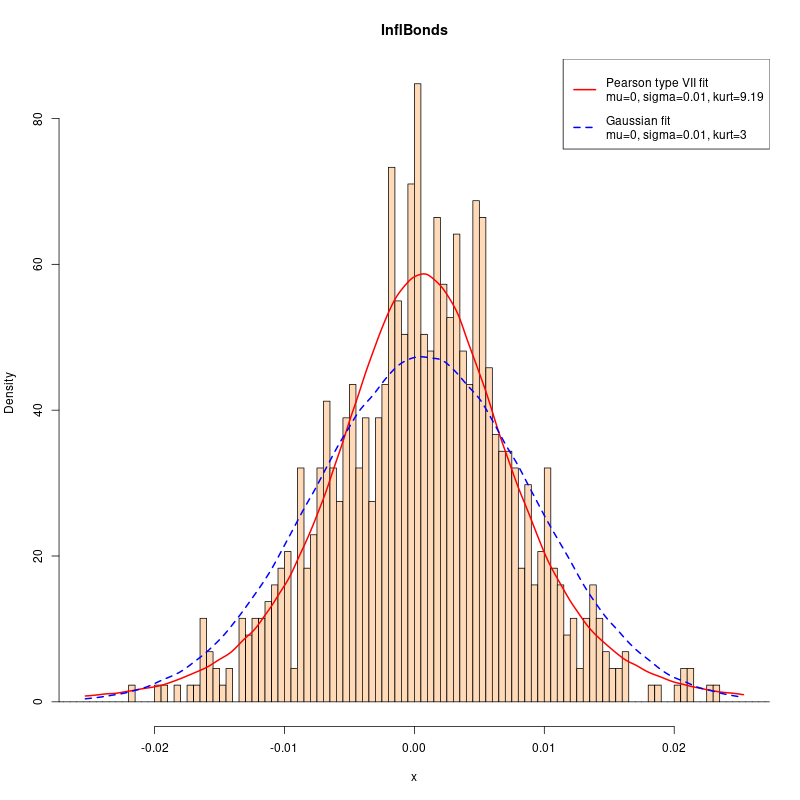 InflBonds
Pearson type VII fit
mu=0, sigma=0.01, kurt=9.19
Gaussian fit
mu=0, sigma=0.01, kurt=3
Density
80
60
40
20
0
-0.02 -0.01 0.00 0.01 0.02
x